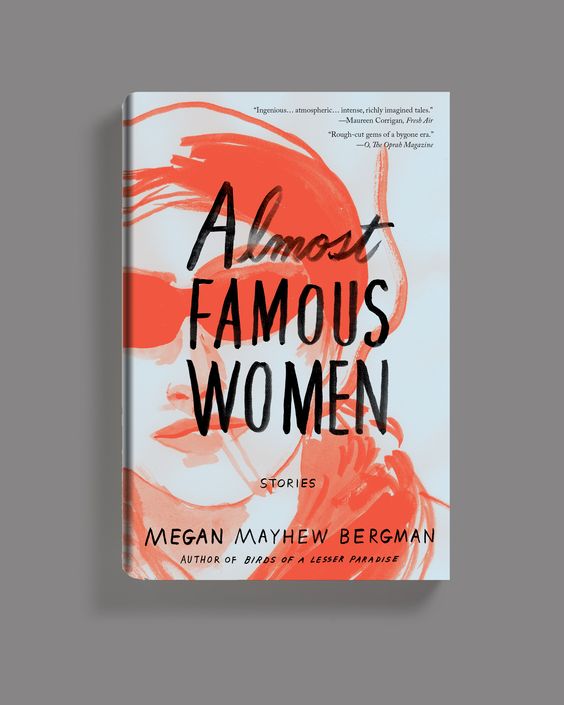 “Ingenious... atmospheric... intense, richly imagined tales.”
—Maureen Corrigan, Fresh Air
“Rough-cut gems of a bygone era.”
—O, The Oprah Magazine
Almost
FAMOUS
WOMEN
STORIES
MEGAN MAYHEW BERGMAN
AUTHOR OF BIRDS OF A LESSER PARADISE